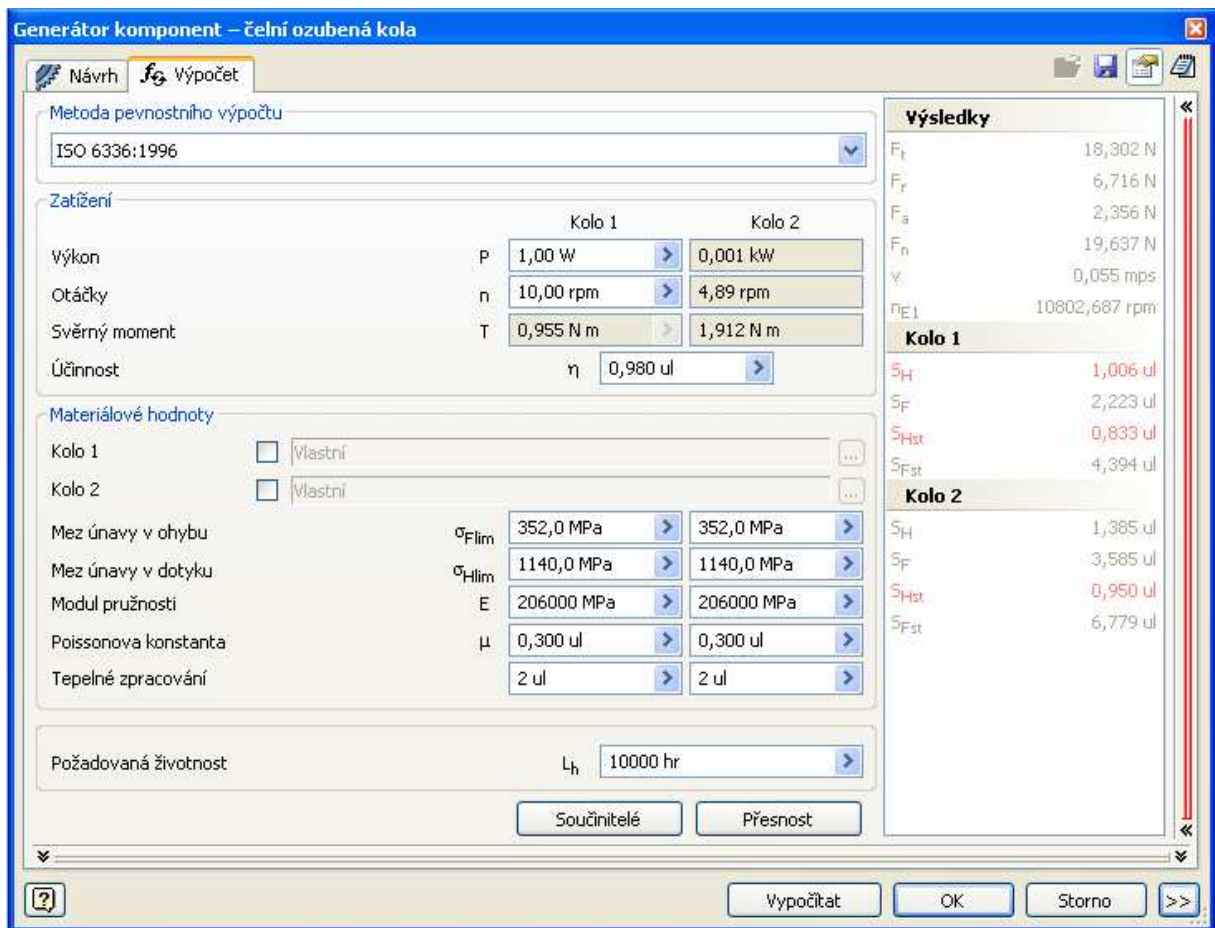 Generátor komponent – čelní ozubená kola
Návrh
Výpočet
Metoda pevnostního výpočtu
ISO 6336:1996
Zatížení
Kolo 1 Kolo 2
Výkon P 1,00 W 0,001 kW
Otáčky n 10,00 rpm 4,89 rpm
Svěrný moment T 0,955 N m 1,912 N m
Účinnost η 0,980 ul
Materiálové hodnoty
Kolo 1 Vlastní ...
Kolo 2 Vlastní ...
Mez únavy v ohybu σFlim 352,0 MPa 352,0 MPa
Mez únavy v dotyku σHlim 1140,0 MPa 1140,0 MPa
Modul pružnosti E 206000 MPa 206000 MPa
Poissonova konstanta μ 0,300 ul 0,300 ul
Tepelné zpracování 2 ul 2 ul
Požadovaná životnost Lh 10000 hr
Součinitelé Přesnost
Výsledky
Ft 18,302 N
Fr 6,716 N
Fa 2,356 N
Fn 19,637 N
v 0,055 mps
nE1 10802,687 rpm
Kolo 1
SH 1,006 ul
SF 2,223 ul
SHst 0,833 ul
SFst 4,394 ul
Kolo 2
SH 1,385 ul
SF 3,585 ul
SHst 0,950 ul
SFst 6,779 ul
Vypočítat OK Storno >>